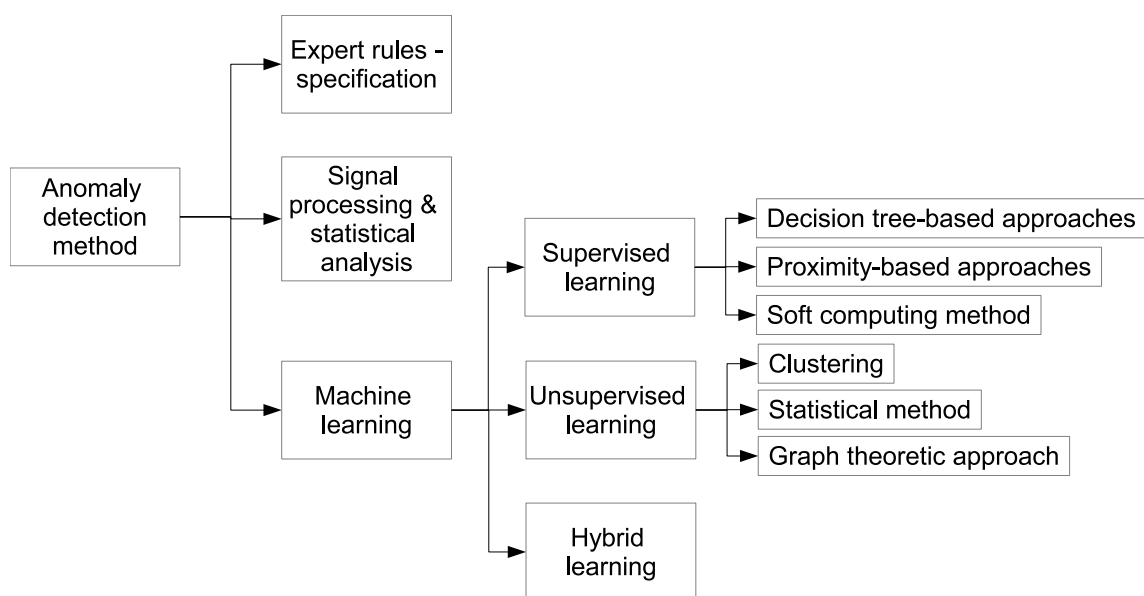 Expert rules -
specification
Anomaly
detection
method
Signal
processing &
statistical
analysis
Machine
learning
Supervised
learning
Unsupervised
learning
Hybrid
learning
Decision tree-based approaches
Proximity-based approaches
Soft computing method
Clustering
Statistical method
Graph theoretic approach